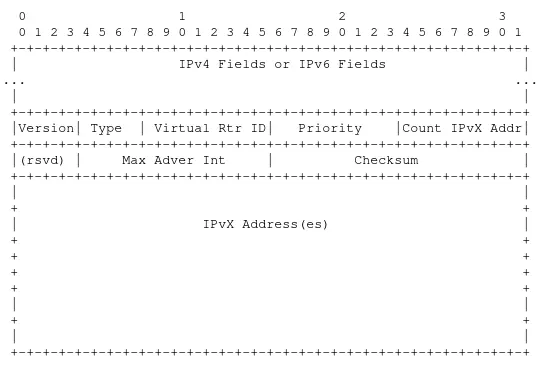 0                   1                   2                   3
 0 1 2 3 4 5 6 7 8 9 0 1 2 3 4 5 6 7 8 9 0 1 2 3 4 5 6 7 8 9 0 1
+-+-+-+-+-+-+-+-+-+-+-+-+-+-+-+-+-+-+-+-+-+-+-+-+-+-+-+-+-+-+-+-+
|                    IPv4 Fields or IPv6 Fields                 |
...                                                             ...
|                                                               |
+-+-+-+-+-+-+-+-+-+-+-+-+-+-+-+-+-+-+-+-+-+-+-+-+-+-+-+-+-+-+-+-+
|Version| Type  | Virtual Rtr ID|   Priority    |Count IPvX Addr|
+-+-+-+-+-+-+-+-+-+-+-+-+-+-+-+-+-+-+-+-+-+-+-+-+-+-+-+-+-+-+-+-+
|(rsvd) |     Max Adver Int     |          Checksum             |
+-+-+-+-+-+-+-+-+-+-+-+-+-+-+-+-+-+-+-+-+-+-+-+-+-+-+-+-+-+-+-+-+
|                                                               |
+                                                               +
|                       IPvX Address(es)                        |
+                                                               +
+                                                               +
+                                                               +
+                                                               +
|                                                               |
+                                                               +
|                                                               |
+-+-+-+-+-+-+-+-+-+-+-+-+-+-+-+-+-+-+-+-+-+-+-+-+-+-+-+-+-+-+-+-+